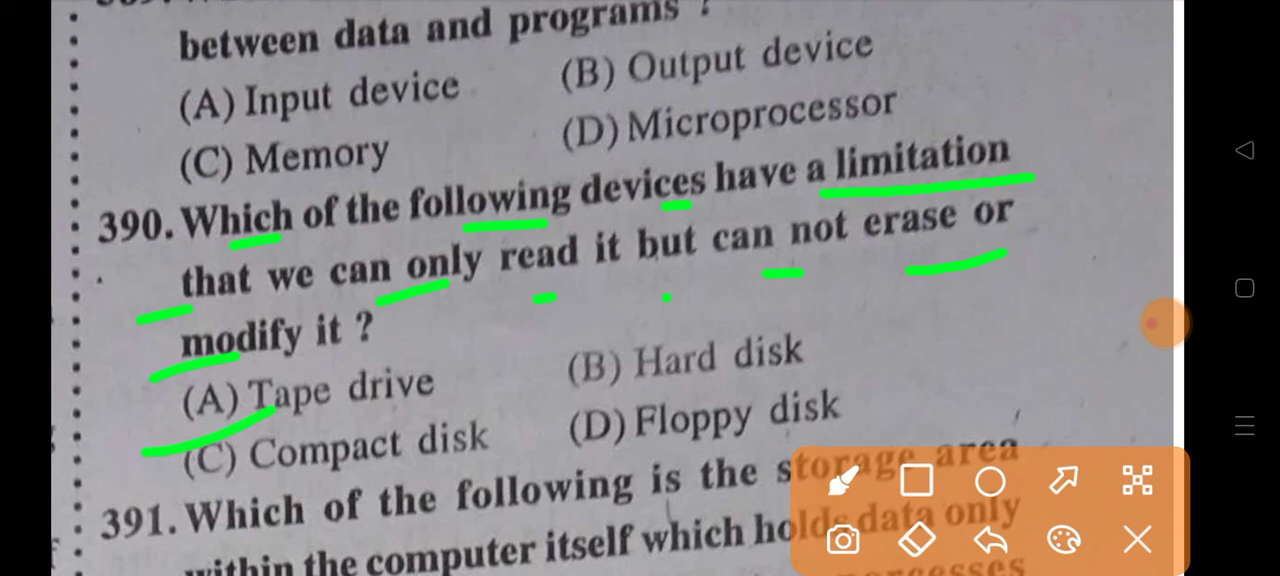 between data and programs ?
(A) Input device (B) Output device
(C) Memory (D) Microprocessor
390. Which of the following devices have a limitation
that we can only read it but can not erase or
modify it ?
(A) Tape drive (B) Hard disk
(C) Compact disk (D) Floppy disk
391. Which of the following is the storage area
within the computer itself which holds data only